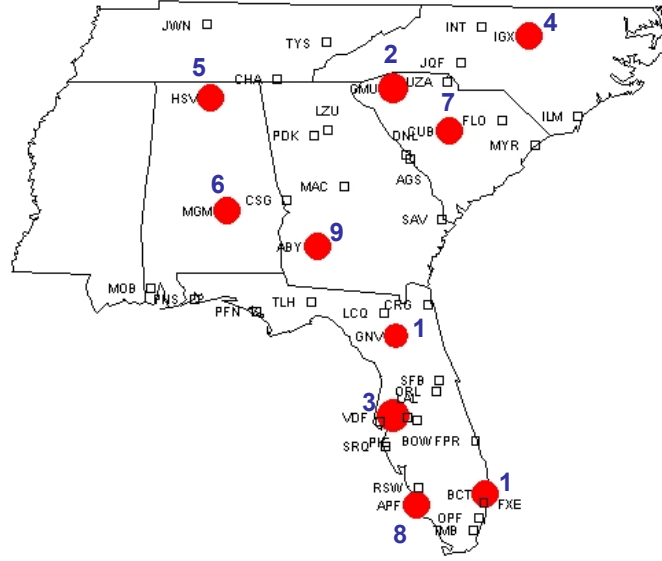 JWN
INT
4
IGX
TYS
2
JQF
5
CHA
GMU
UZA
HSV
7
LZU
FLO
ILM
PDK
DNL
CUB
MYR
AGS
6
MAC
CSG
MGM
SAV
9
ABY
MOB
PNS
TLH
CRG
PFN
LCQ
1
GNV
SFB
ORL
LAL
3
VDF
SRQ
BOW
FPR
RSW
1
BCT
APF
FXE
OPF
8
TMB